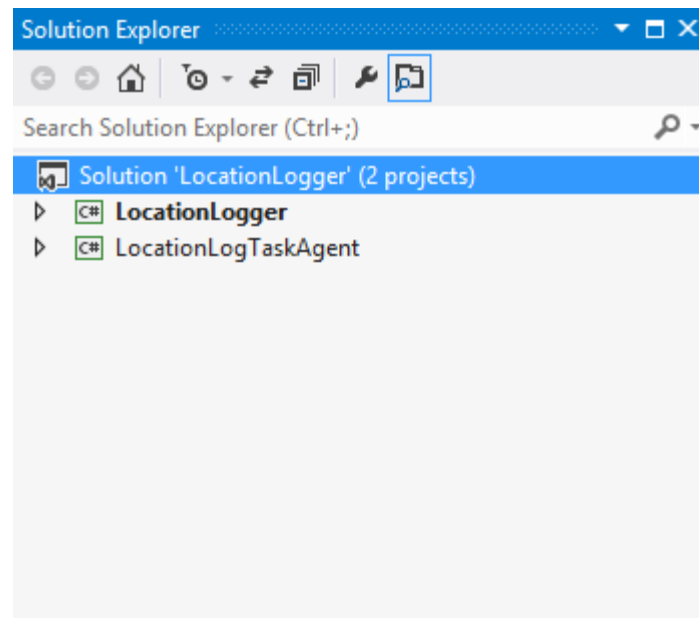 Solution Explorer
Search Solution Explorer (Ctrl+;)
Solution 'LocationLogger' (2 projects)
C# LocationLogger
C# LocationLogTaskAgent